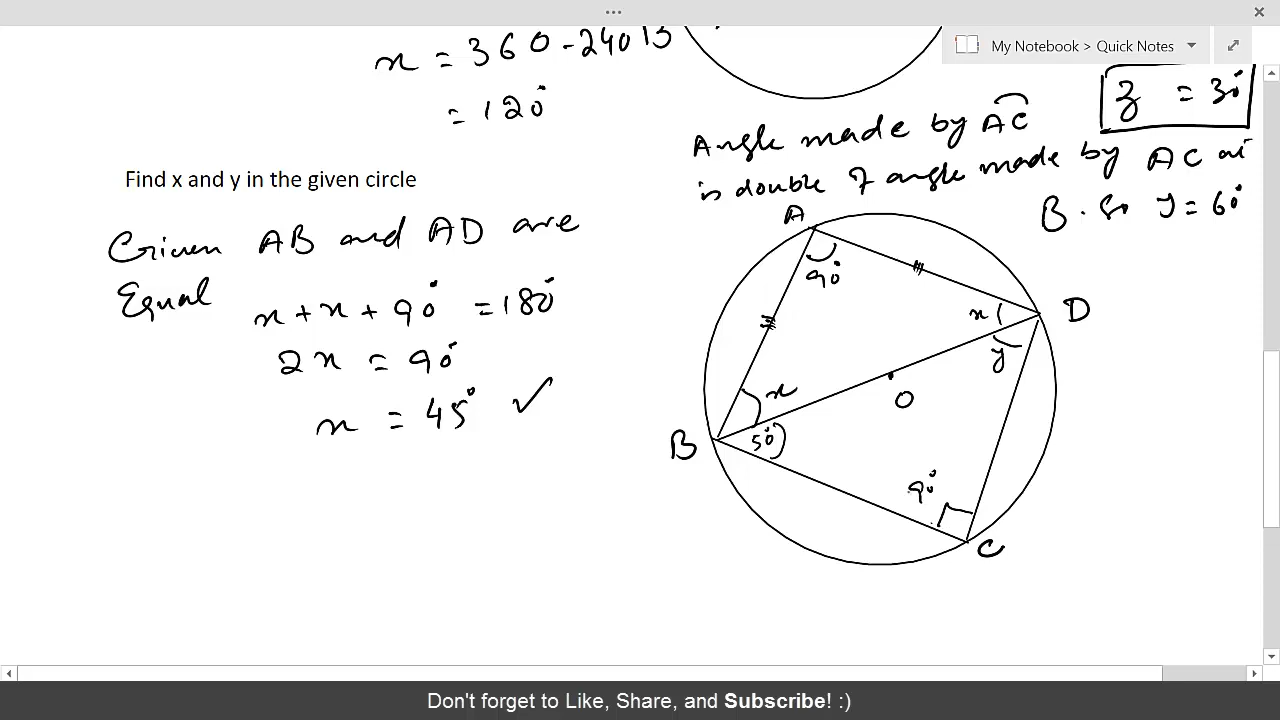 ...
My Notebook > Quick Notes
x = 360 - 240
= 120°
z = 30°
Angle made by AC
is double of angle made by AC at
B. So y = 60°
Find x and y in the given circle
Given AB and AD are
Equal
x + x + 90° = 180°
2x = 90°
x = 45° ✓
A
90°
x
D
y
O
x
B
50°
90°
C
Don't forget to Like, Share, and Subscribe! :)